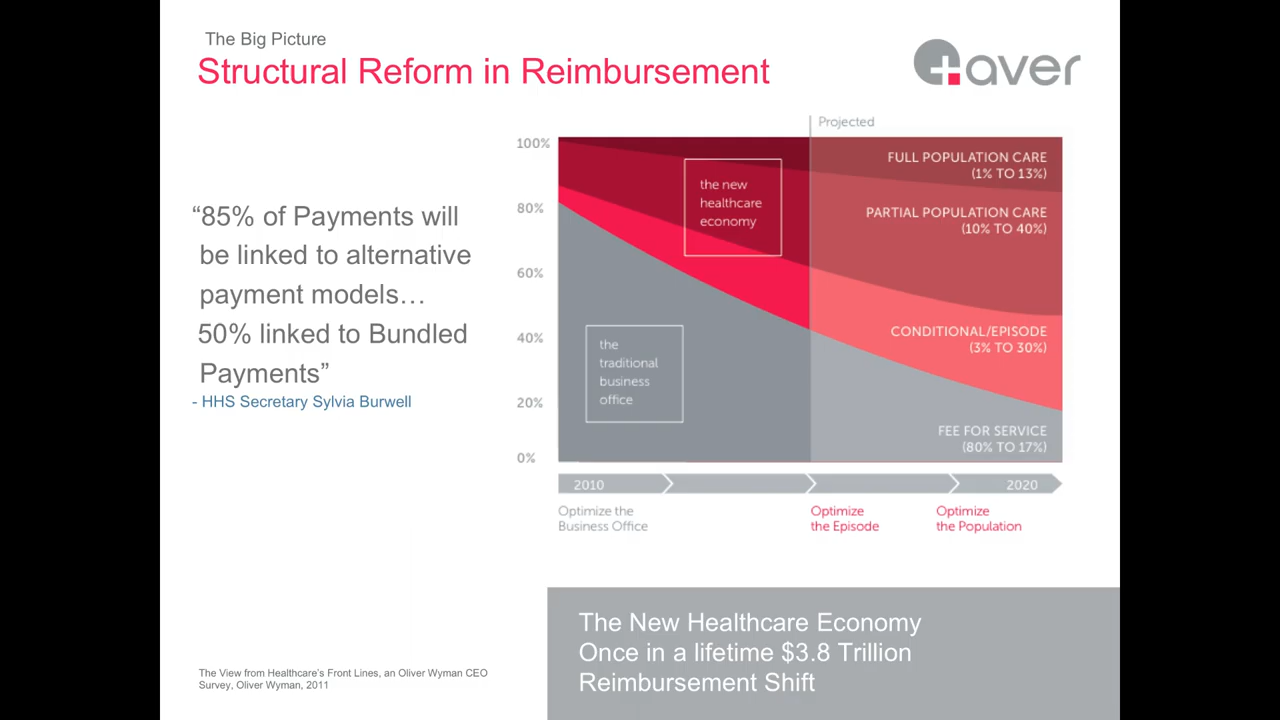 The Big Picture
Structural Reform in Reimbursement
aver
“85% of Payments will
be linked to alternative
payment models…
50% linked to Bundled
Payments”
- HHS Secretary Sylvia Burwell
Projected
100%
80%
60%
40%
20%
0%
the new
healthcare
economy
the
traditional
business
office
FULL POPULATION CARE
(1% TO 13%)
PARTIAL POPULATION CARE
(10% TO 40%)
CONDITIONAL/EPISODE
(3% TO 30%)
FEE FOR SERVICE
(80% TO 17%)
2010
2020
Optimize the
Business Office
Optimize
the Episode
Optimize
the Population
The New Healthcare Economy
Once in a lifetime $3.8 Trillion
Reimbursement Shift
The View from Healthcare’s Front Lines, an Oliver Wyman CEO
Survey, Oliver Wyman, 2011